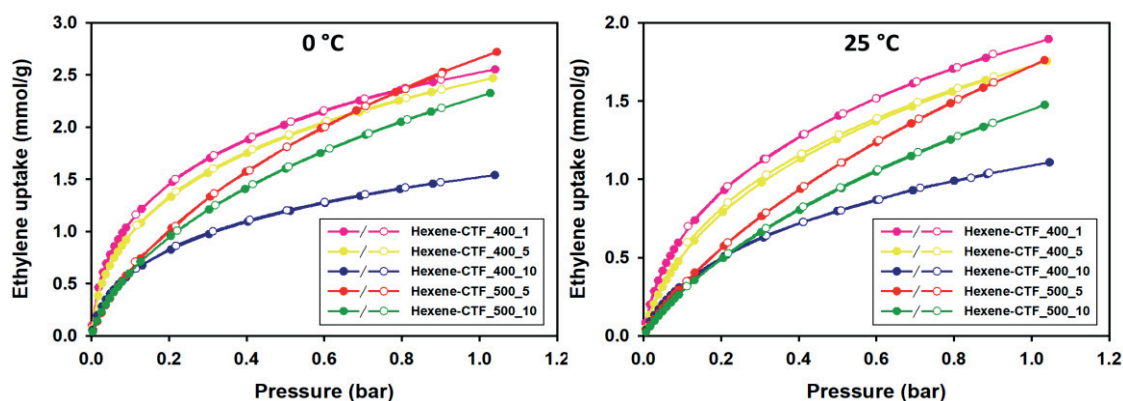 0 °C
Ethylene uptake (mmol/g)
3.0
2.5
2.0
1.5
1.0
0.5
0.0
0.0 0.2 0.4 0.6 0.8 1.0 1.2
Pressure (bar)
/ Hexene-CTF_400_1
/ Hexene-CTF_400_5
/ Hexene-CTF_400_10
/ Hexene-CTF_500_5
/ Hexene-CTF_500_10
25 °C
Ethylene uptake (mmol/g)
2.0
1.5
1.0
0.5
0.0
0.0 0.2 0.4 0.6 0.8 1.0 1.2
Pressure (bar)
/ Hexene-CTF_400_1
/ Hexene-CTF_400_5
/ Hexene-CTF_400_10
/ Hexene-CTF_500_5
/ Hexene-CTF_500_10